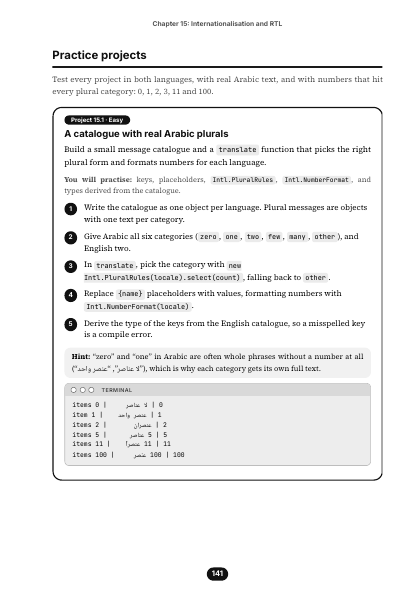 Chapter 15: Internationalisation and RTL
Practice projects
Test every project in both languages, with real Arabic text, and with numbers that hit
every plural category: 0, 1, 2, 3, 11 and 100.
Project 15.1 · Easy
A catalogue with real Arabic plurals
Build a small message catalogue and a translate function that picks the right
plural form and formats numbers for each language.
You will practise: keys, placeholders, Intl.PluralRules, Intl.NumberFormat, and
types derived from the catalogue.
1 Write the catalogue as one object per language. Plural messages are objects
with one text per category.
2 Give Arabic all six categories (zero, one, two, few, many, other), and
English two.
3 In translate, pick the category with new
Intl.PluralRules(locale).select(count), falling back to other.
4 Replace {name} placeholders with values, formatting numbers with
Intl.NumberFormat(locale).
5 Derive the type of the keys from the English catalogue, so a misspelled key
is a compile error.
Hint: “zero” and “one” in Arabic are often whole phrases without a number at all
(“لا عناصر”, “عنصر واحد”), which is why each category gets its own full text.
TERMINAL
items 0 | لا عناصر | 0
item 1 | عنصر واحد | 1
items 2 | عنصران | 2
items 5 | 5 عناصر | 5
items 11 | 11 عنصرًا | 11
items 100 | 100 عنصر | 100
141